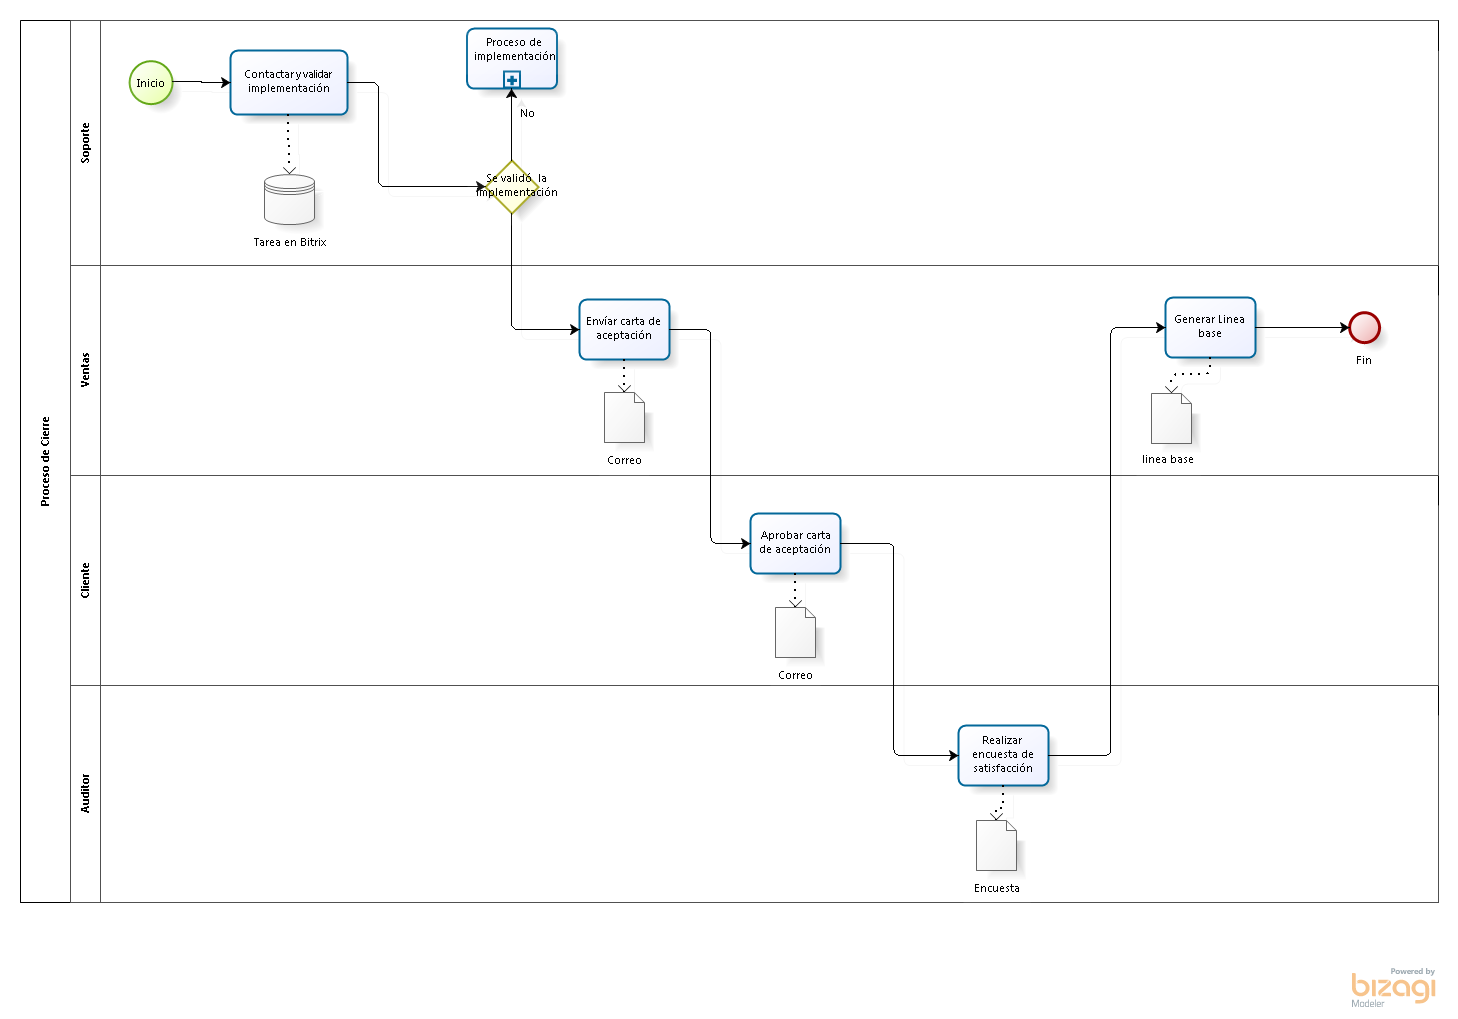 Proceso de Cierre
Soporte
Inicio
Contactar y validar
implementación
Tarea en Bitrix
Proceso de
implementación
No
Se validó la
implementación
Ventas
Envíar carta de
aceptación
Correo
Generar Linea
base
linea base
Fin
Cliente
Aprobar carta
de aceptación
Correo
Auditor
Realizar
encuesta de
satisfacción
Encuesta
Powered by
bizagi
Modeler